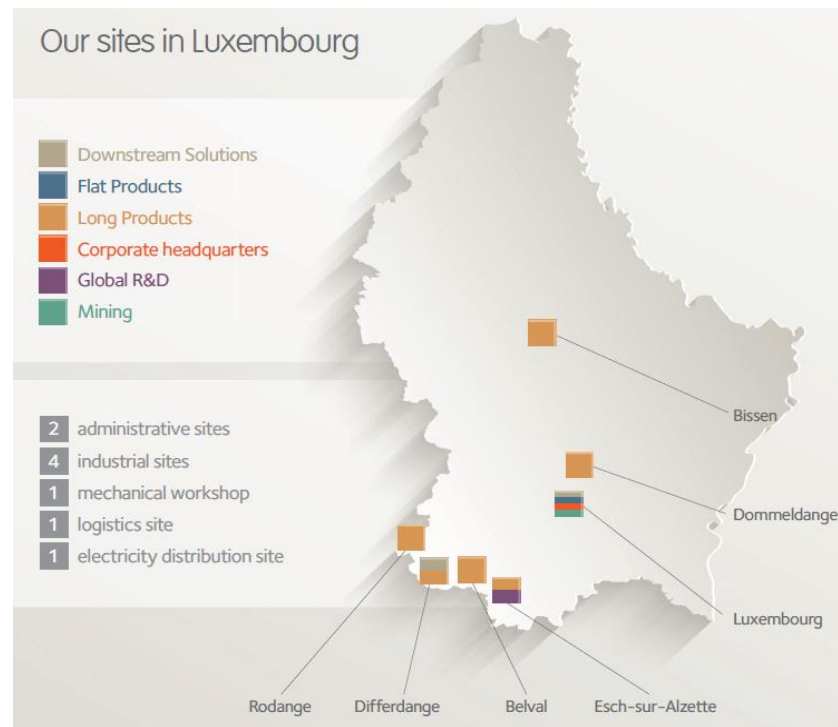 Our sites in Luxembourg
Downstream Solutions
Flat Products
Long Products
Corporate headquarters
Global R&D
Mining
2 administrative sites
4 industrial sites
1 mechanical workshop
1 logistics site
1 electricity distribution site
Bissen
Dommeldange
Luxembourg
Rodange
Differdange
Belval
Esch-sur-Alzette